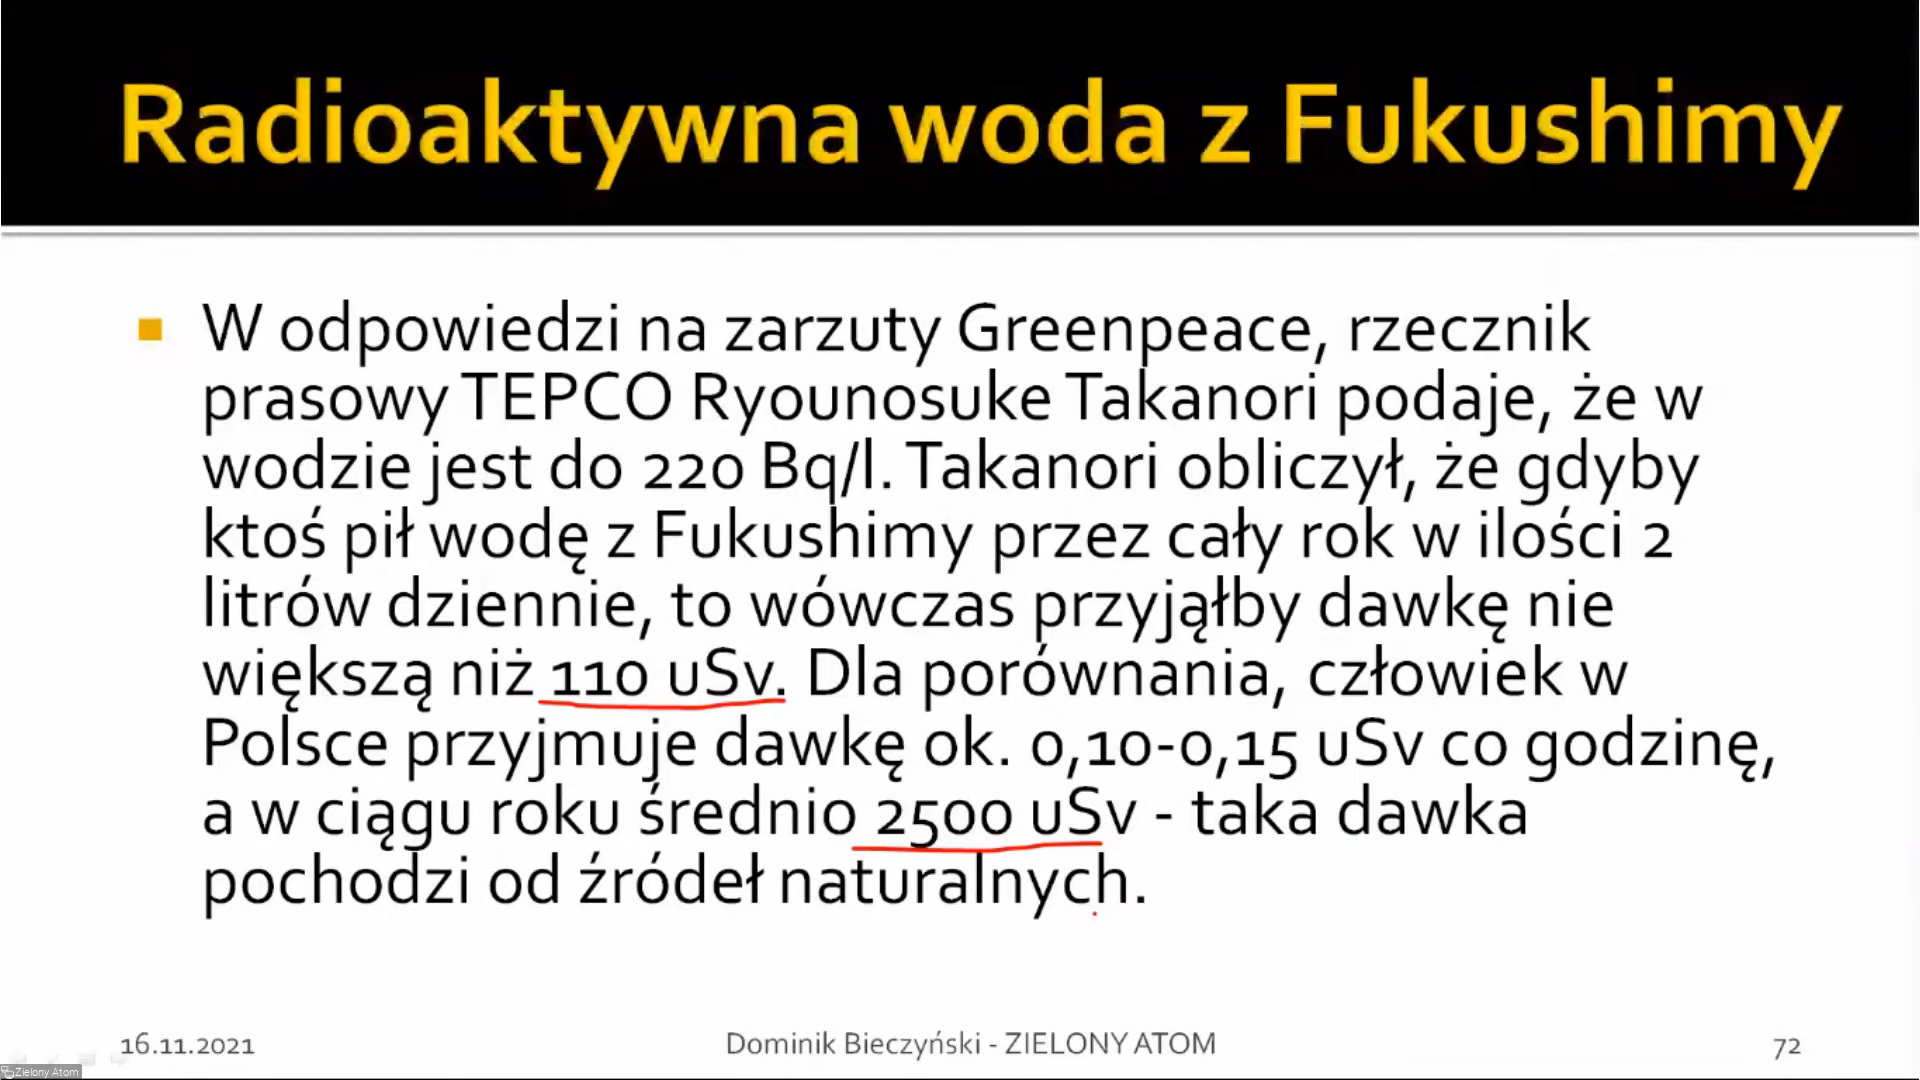 Radioaktywna woda z Fukushimy
W odpowiedzi na zarzuty Greenpeace, rzecznik
prasowy TEPCO Ryounosuke Takanori podaje, że w
wodzie jest do 220 Bq/l. Takanori obliczył, że gdyby
ktoś pił wodę z Fukushimy przez cały rok w ilości 2
litrów dziennie, to wówczas przyjąłby dawkę nie
większą niż 110 uSv. Dla porównania, człowiek w
Polsce przyjmuje dawkę ok. 0,10-0,15 uSv co godzinę,
a w ciągu roku średnio 2500 uSv - taka dawka
pochodzi od źródeł naturalnych.
16.11.2021
Dominik Bieczyński - ZIELONY ATOM
72
Zielony Atom